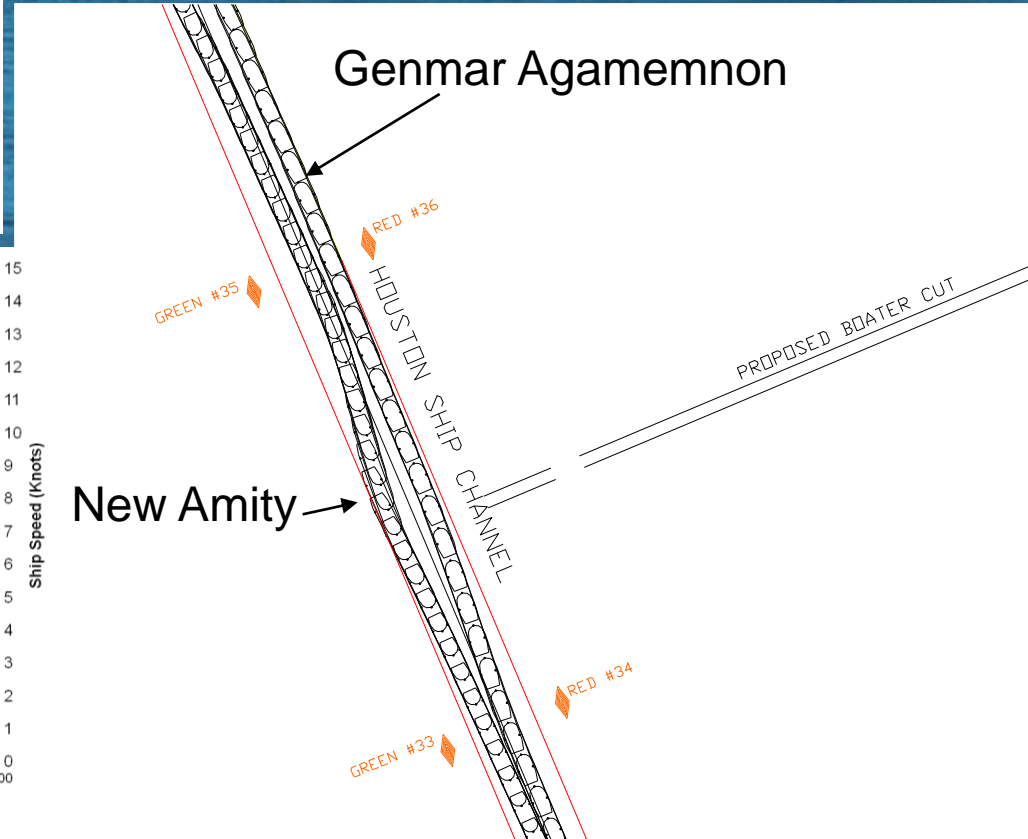 Genmar Agamemnon
RED #36
GREEN #35
HOUSTON SHIP CHANNEL
PROPOSED BOATER CUT
New Amity
RED #34
GREEN #33
15
14
13
12
11
10
9
8
7
6
5
4
3
2
1
0
00
Ship Speed (Knots)